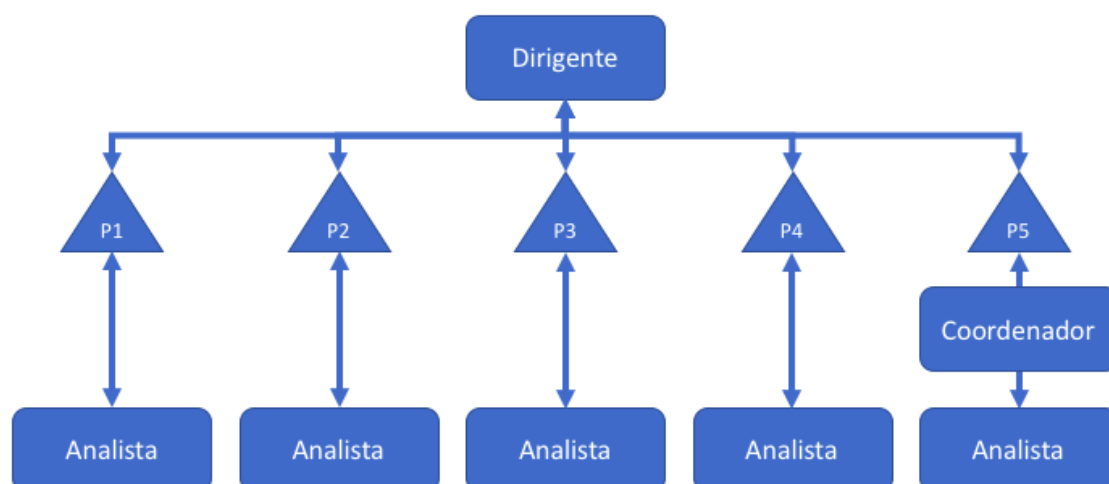 Dirigente
P1
P2
P3
P4
P5
Coordenador
Analista
Analista
Analista
Analista
Analista